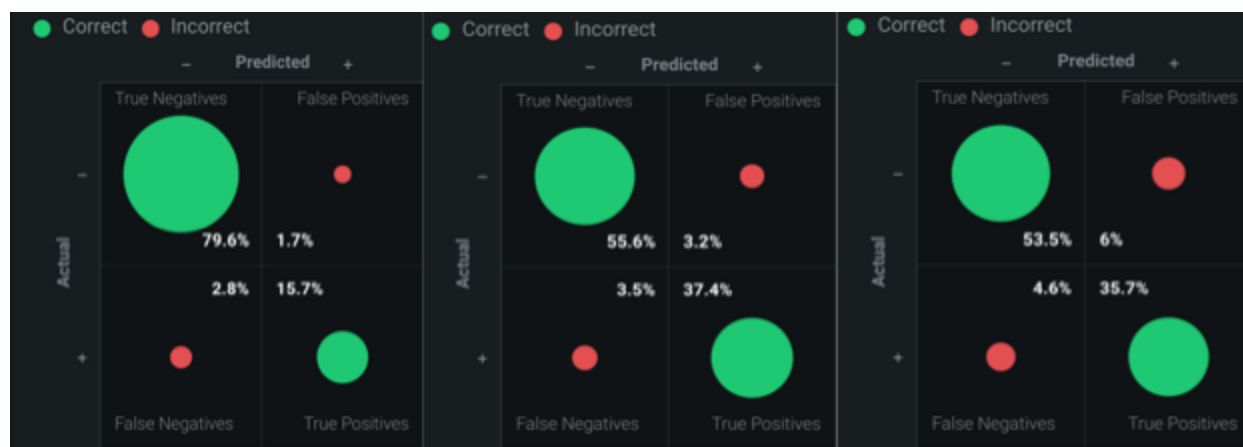 Correct Incorrect
Predicted
− +
True Negatives False Positives
−
79.6% 1.7%
Actual
2.8% 15.7%
+
False Negatives True Positives
Correct Incorrect
Predicted
− +
True Negatives False Positives
−
55.6% 3.2%
Actual
3.5% 37.4%
+
False Negatives True Positives
Correct Incorrect
Predicted
− +
True Negatives False Positives
−
53.5% 6%
Actual
4.6% 35.7%
+
False Negatives True Positives